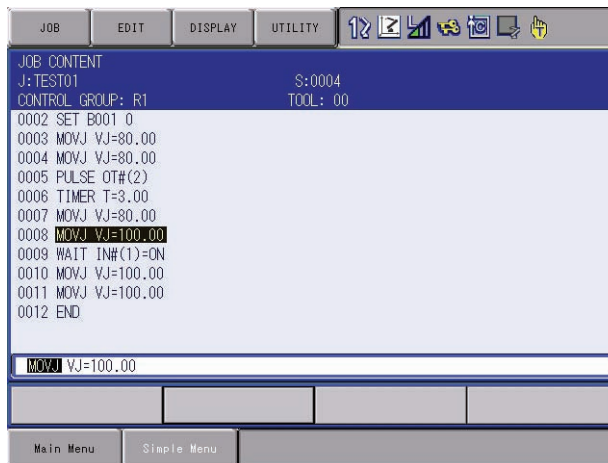 JOB EDIT DISPLAY UTILITY
JOB CONTENT
J:TEST01 S:0004
CONTROL GROUP: R1 TOOL: 00
0002 SET B001 0
0003 MOVJ VJ=80.00
0004 MOVJ VJ=80.00
0005 PULSE OT#(2)
0006 TIMER T=3.00
0007 MOVJ VJ=80.00
0008 MOVJ VJ=100.00
0009 WAIT IN#(1)=ON
0010 MOVJ VJ=100.00
0011 MOVJ VJ=100.00
0012 END
MOVJ VJ=100.00
Main Menu Simple Menu